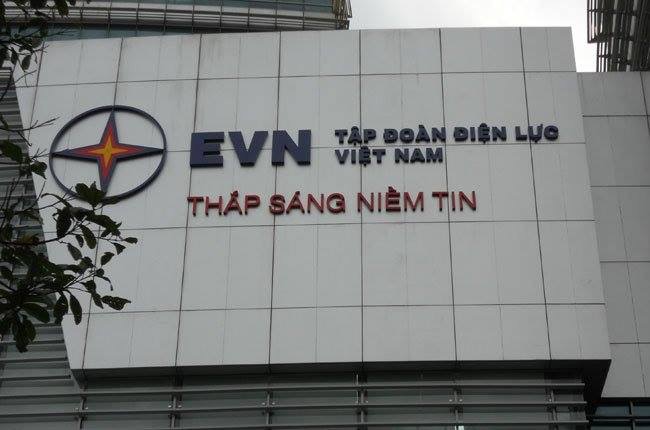 EVN TẬP ĐOÀN ĐIỆN LỰC
VIỆT NAM
THẮP SÁNG NIỀM TIN